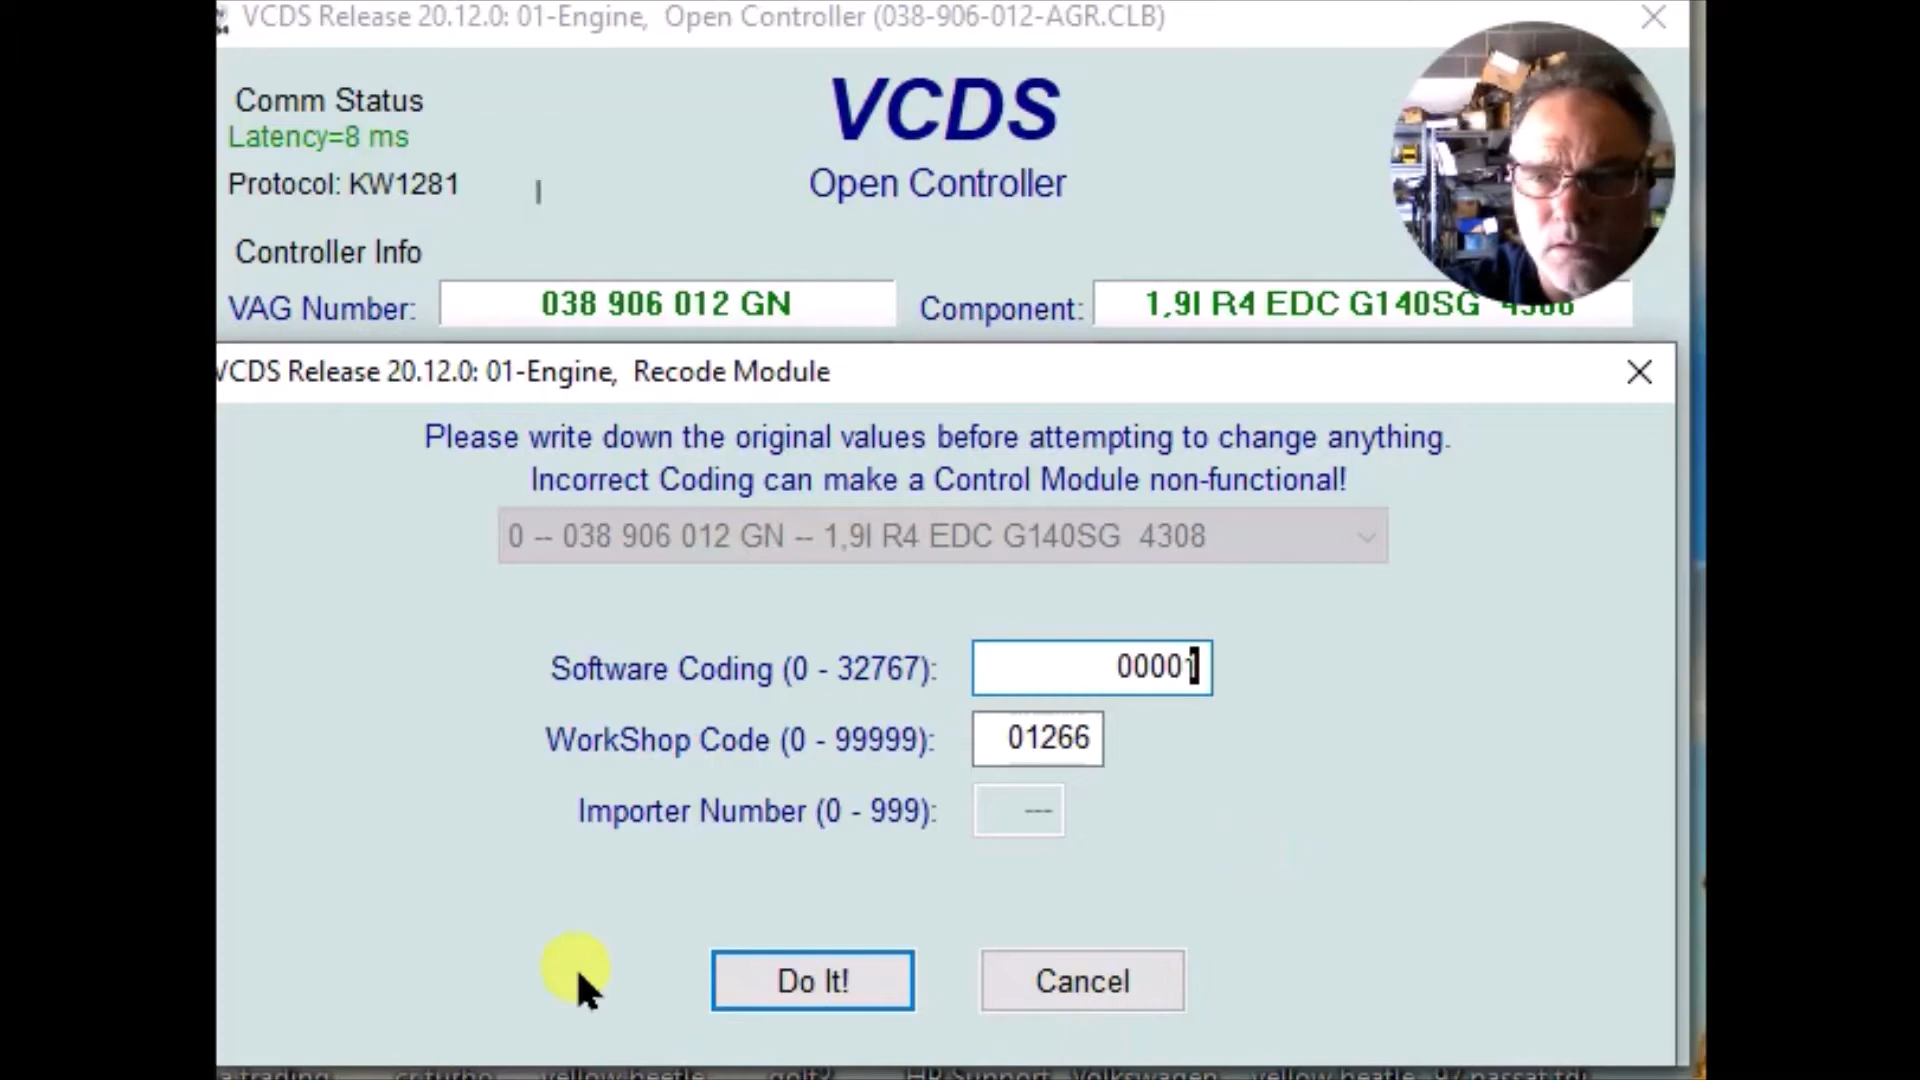 VCDS Release 20.12.0: 01-Engine,  Open Controller (038-906-012-AGR.CLB)
Comm Status
Latency=8 ms
Protocol: KW1281
VCDS
Open Controller
Controller Info
VAG Number: 038 906 012 GN Component: 1,9l R4 EDC G140SG  4308
VCDS Release 20.12.0: 01-Engine,  Recode Module
Please write down the original values before attempting to change anything.
Incorrect Coding can make a Control Module non-functional!
0 -- 038 906 012 GN -- 1,9l R4 EDC G140SG  4308
Software Coding (0 - 32767): 00001
WorkShop Code (0 - 99999): 01266
Importer Number (0 - 999): ---
Do It! Cancel